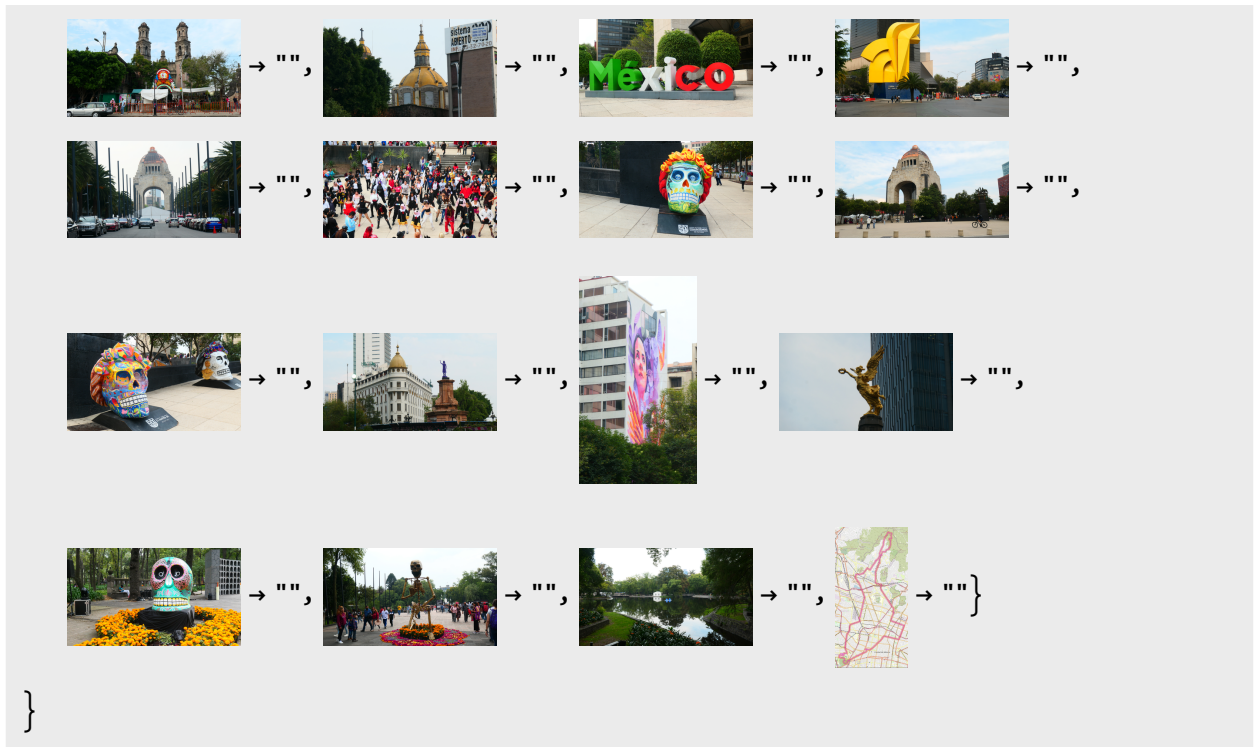 → "", → "", → "", → "",
sistema
ABIERTO
México
→ "", → "", → "", → "",
→ "", → "", → "", → "",
→ "", → "", → "", → ""}
}